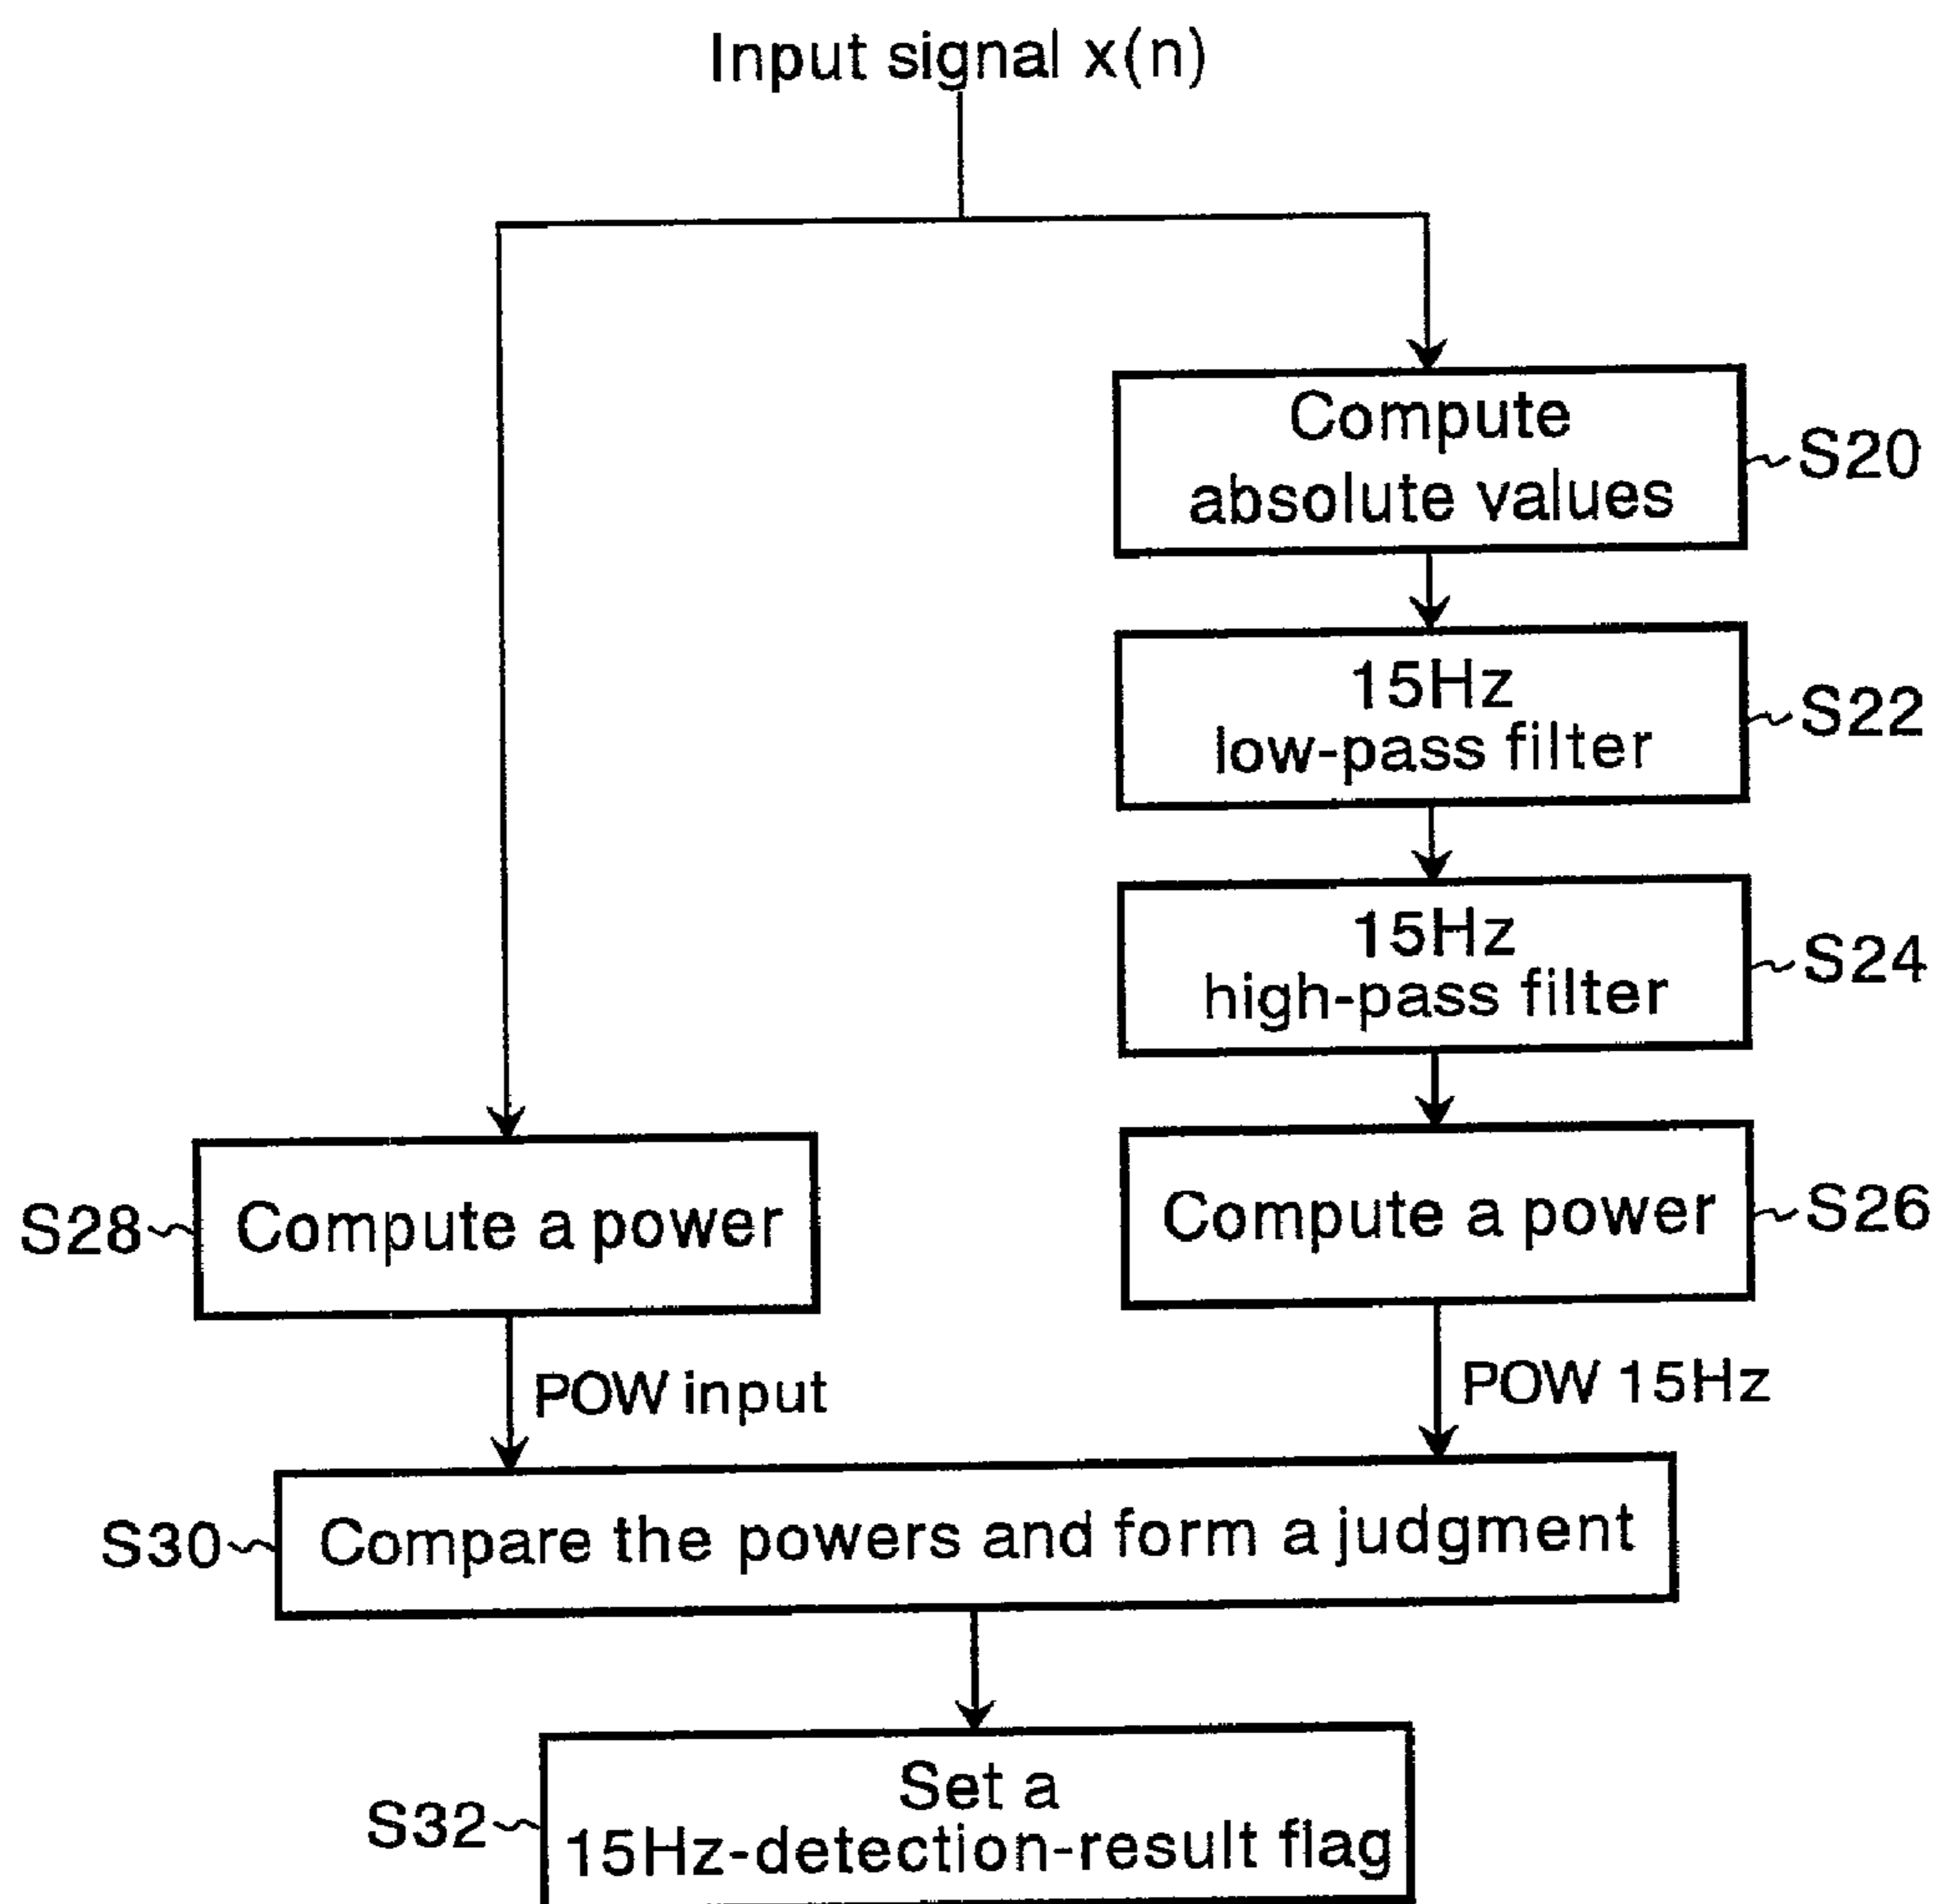 Input signal x(n)
Compute
absolute values
S20
15Hz
low-pass filter
S22
15Hz
high-pass filter
S24
S28
Compute a power
Compute a power
S26
POW input
POW 15Hz
S30
Compare the powers and form a judgment
S32
Set a
15Hz-detection-result flag